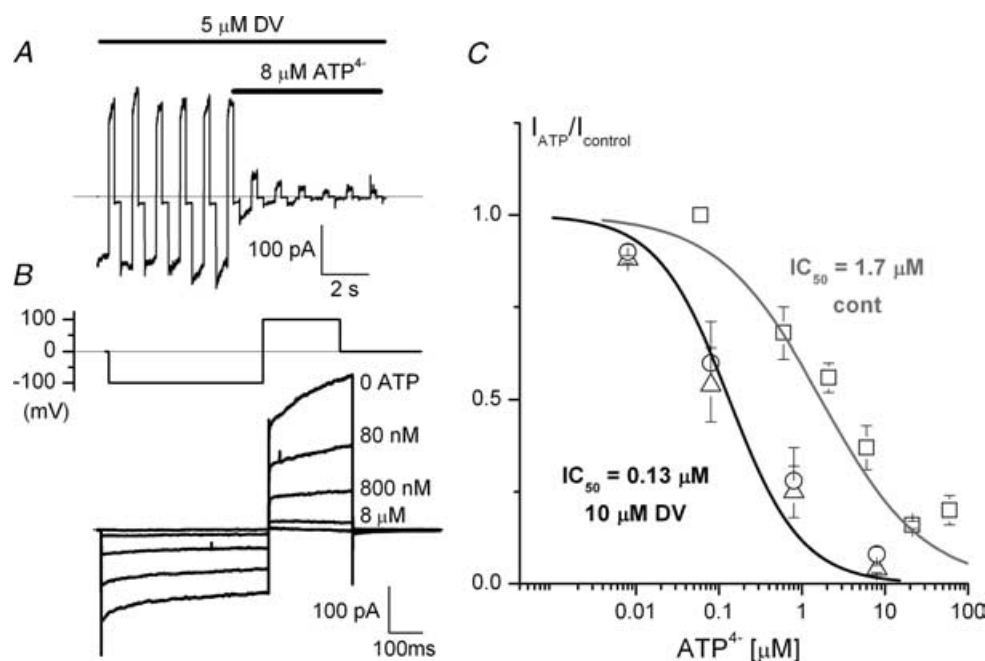 A
5 μM DV
8 μM ATP⁴⁻
100 pA
2 s
B
100
0
-100
(mV)
0 ATP
80 nM
800 nM
8 μM
100 pA
100ms
C
I_ATP/I_control
1.0
0.5
0.0
IC₅₀ = 1.7 μM
cont
IC₅₀ = 0.13 μM
10 μM DV
0.01 0.1 1 10 100
ATP⁴⁻ [μM]